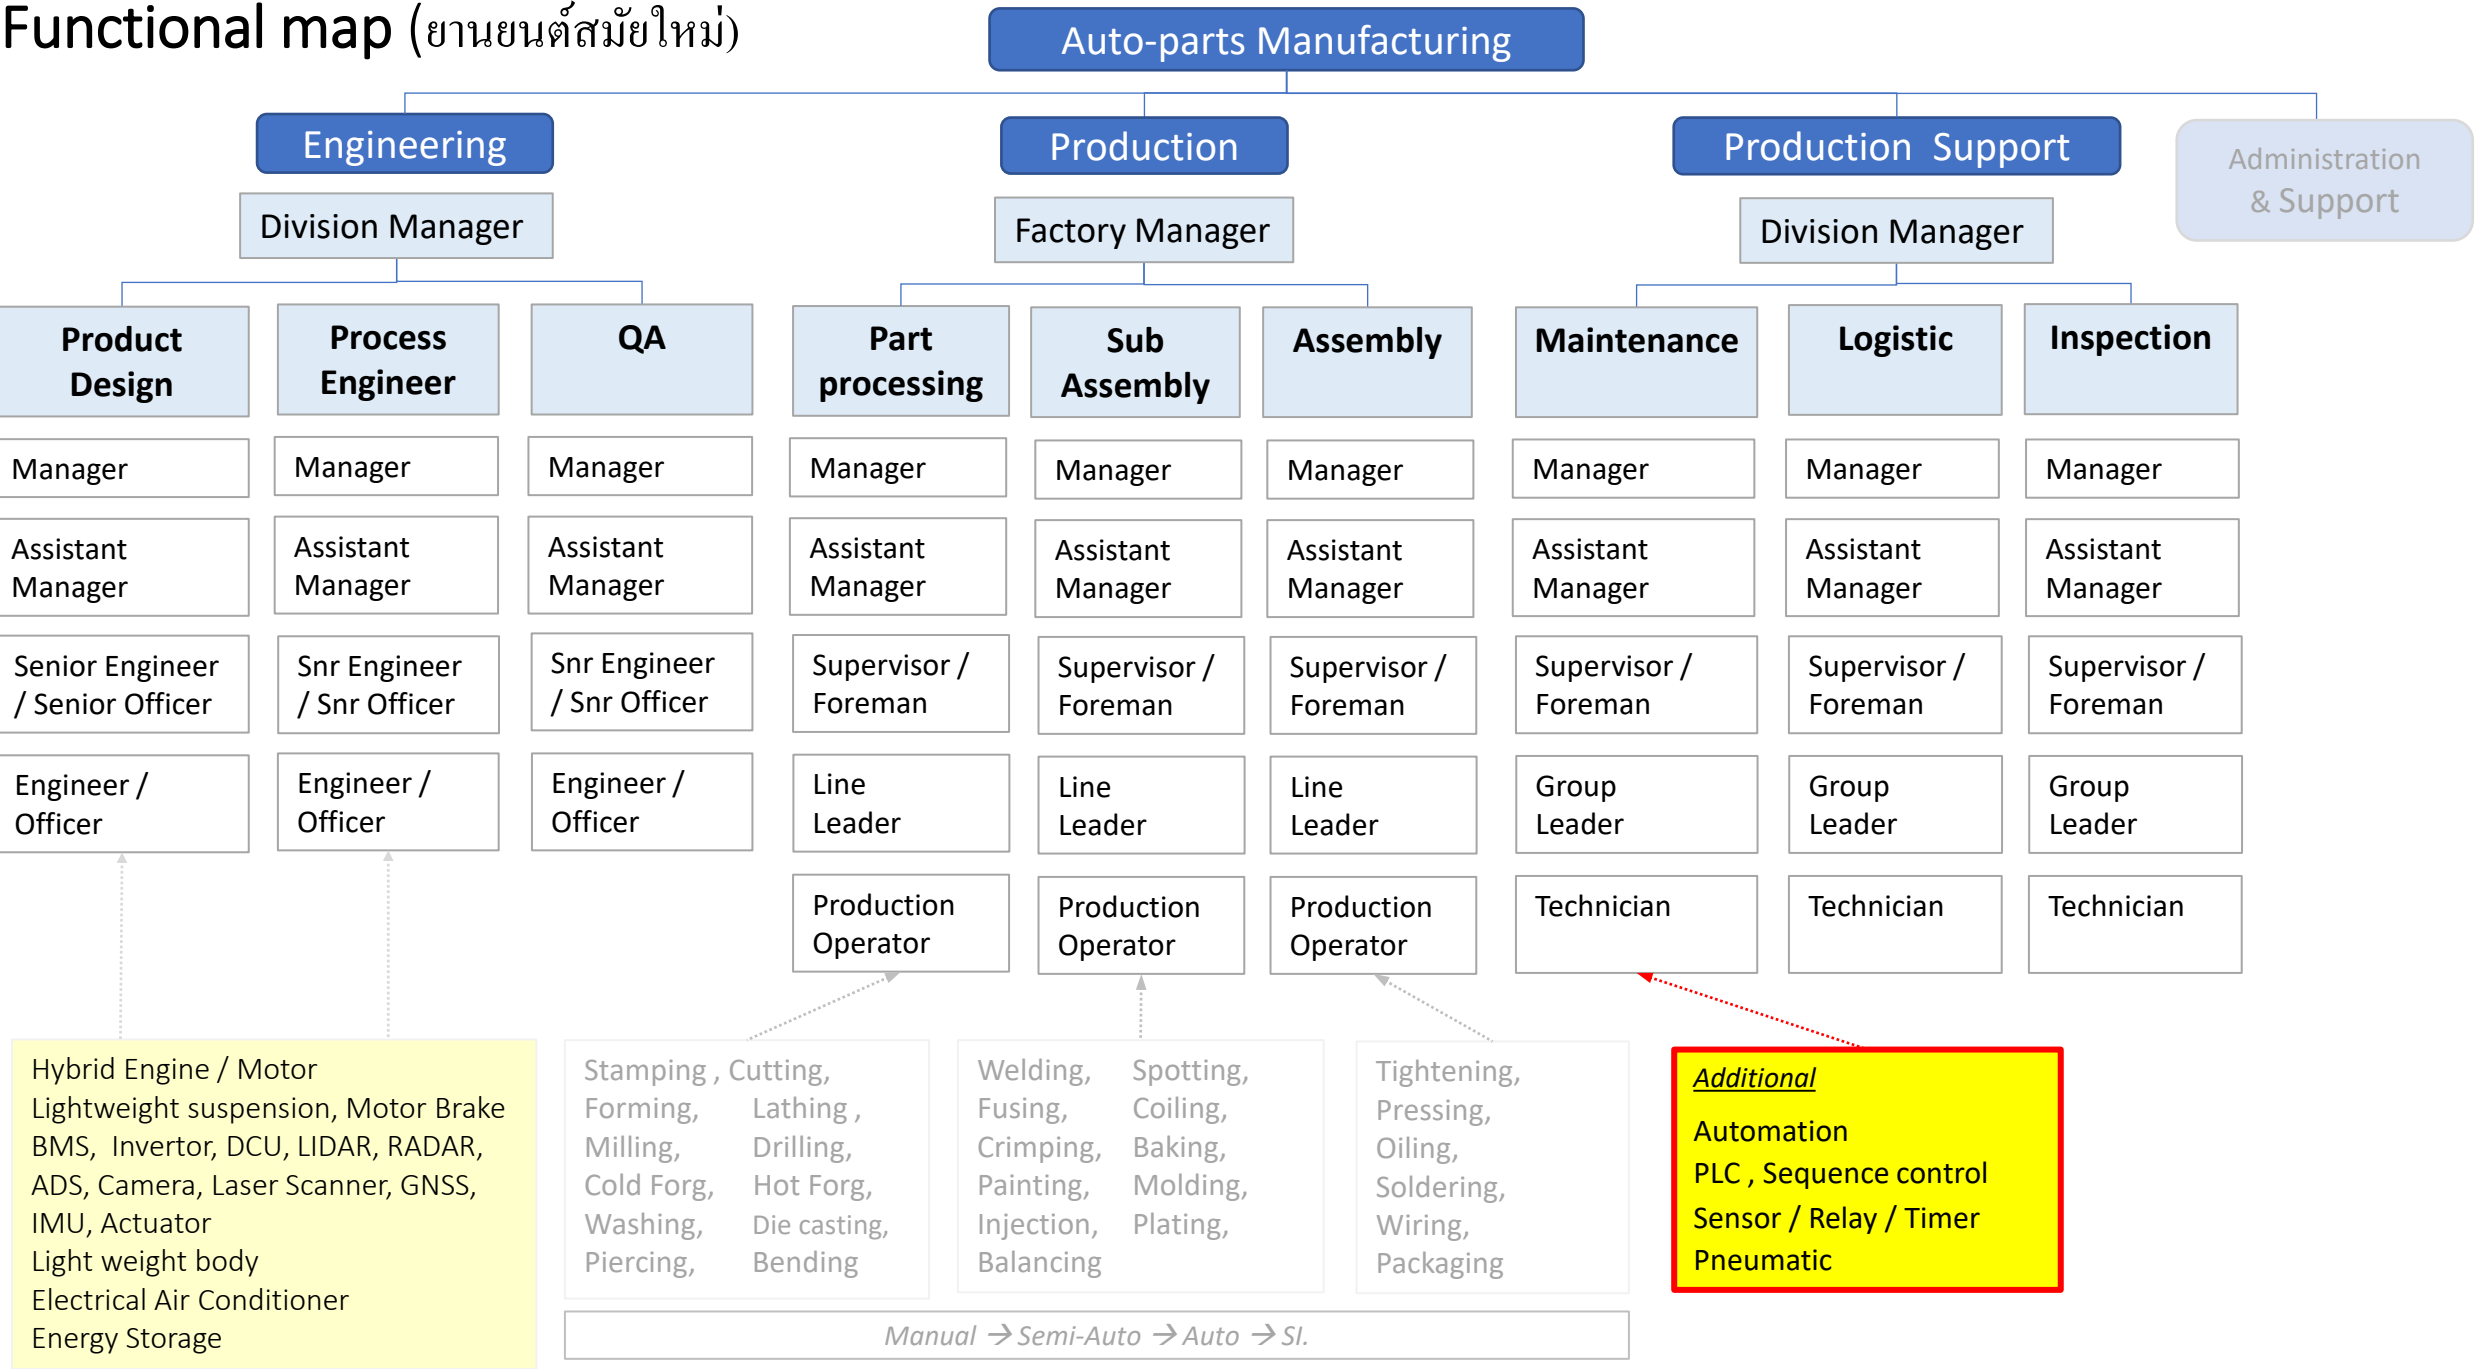 Functional map (ยานยนต์สมัยใหม่)
Auto-parts Manufacturing
Engineering
Production
Production Support
Administration
& Support
Division Manager
Factory Manager
Division Manager
Product
Design
Process
Engineer
QA
Part
processing
Sub
Assembly
Assembly
Maintenance
Logistic
Inspection
Manager
Manager
Manager
Manager
Manager
Manager
Manager
Manager
Manager
Assistant
Manager
Assistant
Manager
Assistant
Manager
Assistant
Manager
Assistant
Manager
Assistant
Manager
Assistant
Manager
Assistant
Manager
Assistant
Manager
Senior Engineer
/ Senior Officer
Snr Engineer
/ Snr Officer
Snr Engineer
/ Snr Officer
Supervisor /
Foreman
Supervisor /
Foreman
Supervisor /
Foreman
Supervisor /
Foreman
Supervisor /
Foreman
Supervisor /
Foreman
Engineer /
Officer
Engineer /
Officer
Engineer /
Officer
Line
Leader
Line
Leader
Line
Leader
Group
Leader
Group
Leader
Group
Leader
Production
Operator
Production
Operator
Production
Operator
Technician
Technician
Technician
Hybrid Engine / Motor
Lightweight suspension, Motor Brake
BMS, Invertor, DCU, LIDAR, RADAR,
ADS, Camera, Laser Scanner, GNSS,
IMU, Actuator
Light weight body
Electrical Air Conditioner
Energy Storage
Stamping , Cutting,
Forming, Lathing ,
Milling, Drilling,
Cold Forg, Hot Forg,
Washing, Die casting,
Piercing, Bending
Welding, Spotting,
Fusing, Coiling,
Crimping, Baking,
Painting, Molding,
Injection, Plating,
Balancing
Tightening,
Pressing,
Oiling,
Soldering,
Wiring,
Packaging
Additional
Automation
PLC , Sequence control
Sensor / Relay / Timer
Pneumatic
Manual → Semi-Auto → Auto → SI.